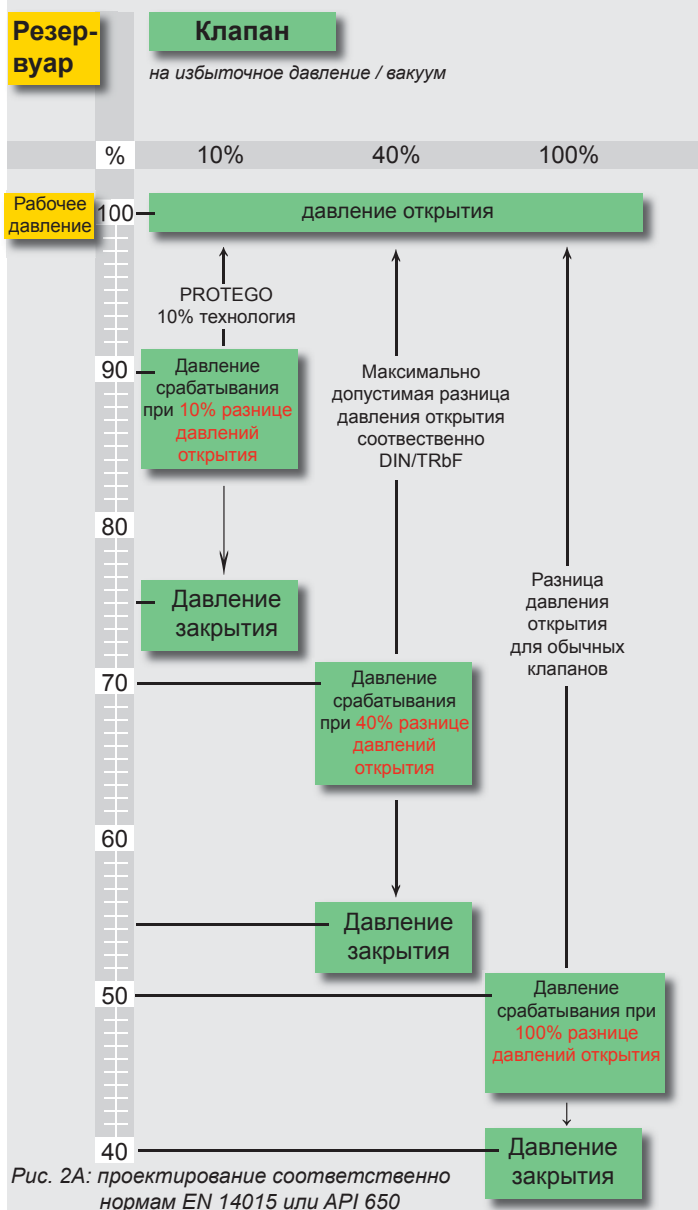 Резер-
вуар
Клапан
на избыточное давление / вакуум
% 10% 40% 100%
Рабочее
давление
100
давление открытия
PROTEGO
10% технология
90
Давление
срабатывания
при 10% разнице
давлений
открытия
Максимально
допустимая разница
давления открытия
соотвественно
DIN/TRbF
80
Давление
закрытия
Разница
давления
открытия
для обычных
клапанов
70
Давление
срабатывания
при 40% разнице
давлений
открытия
60
Давление
закрытия
50
Давление
срабатывания при
100% разнице
давлений открытия
40
Давление
закрытия
Рис. 2А: проектирование соответственно
нормам EN 14015 или API 650